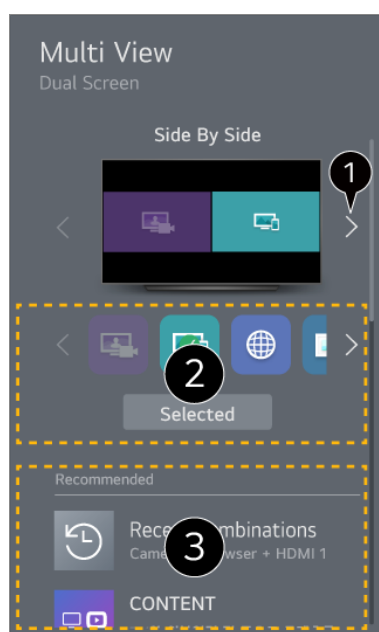 Multi View
Dual Screen
Side By Side
1
2
Selected
Recommended
3
HDMI 1
CONTENT